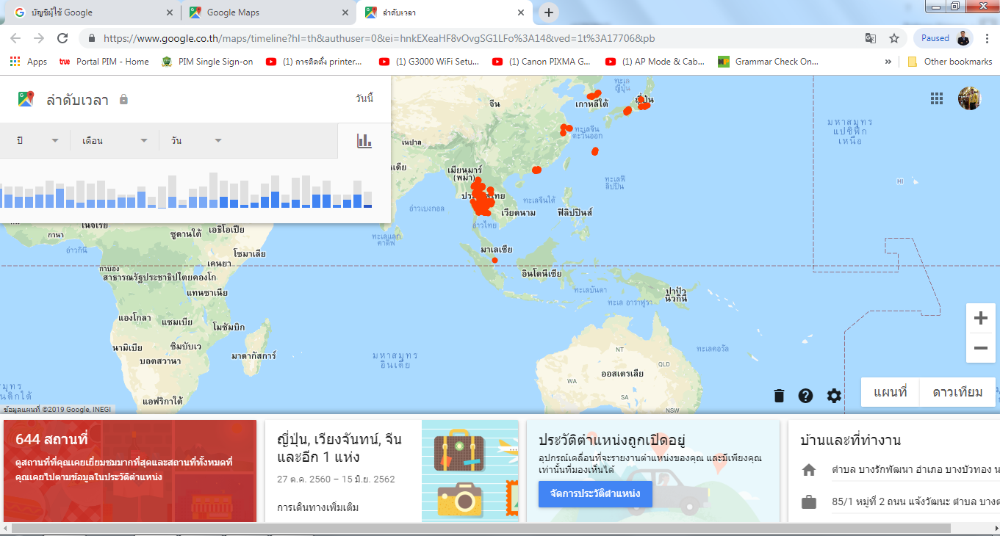 บัญชีผู้ใช้ Google
Google Maps
ลำดับเวลา
https://www.google.co.th/maps/timeline?hl=th&authuser=0&ei=hnkEXeaHF8vOvgSG1LFo%3A14&ved=1t%3A17706&pb
Paused
Apps
true Portal PIM - Home
PIM Single Sign-on
(1) การติดตั้ง printer...
(1) G3000 WiFi Setu...
(1) Canon PIXMA G...
(1) AP Mode & Cab...
Grammar Check On...
»
Other bookmarks
ลำดับเวลา
วันนี้
ปี
เดือน
วัน
จีน
เกาหลีใต้
ทะเล
ญี่ปุ่น
ญี่ปุ่น
ทะเลจีน
ตะวันออก
เนปาล
เดีย
เมียนมาร์
(พม่า)
อ่าวเบงกอล
เวียดนาม
ทะเลจีนใต้
ทะเลฟิ
ลิปปิน
ฟิลิปปินส์
อ่าวไทย
มหาสมุทร
แปซิฟิก
เหนือ
HI
ไนเจเรีย
กานา
อ่าวกินี
ซูดานใต้
เอธิโอเปีย
โซมาเลีย
เคนยา
กาบอง
สาธารณรัฐประชาธิปไตยคองโก
แทนซาเนีย
แองโกลา
แซมเบีย
โมซัมบิก
นามิเบีย
ซิมบับเว
บอตสวานา
มาดากัสการ์
แอฟริกาใต้
ทะเลแลก
คาดิฟ
มาเลเซีย
อินโดนีเซีย
ทะเลบันดา
ทะเล อาราฟูรา
ปาปัว
นิวกินี
มหาสมุทร
อินเดีย
ทะเลคอรัล
NT
QLD
WA
ออสเตรเลีย
SA
NSW
ข้อมูลแผนที่ ©2019 Google, INEGI
แผนที่
ดาวเทียม
644 สถานที่
ดูสถานที่ที่คุณเคยเยี่ยมชมมากที่สุดและสถานที่ทั้งหมดที่
คุณเคยไปตามข้อมูลในประวัติตำแหน่ง
ญี่ปุ่น, เวียงจันทน์, จีน
และอีก 1 แห่ง
27 ต.ค. 2560 – 15 มิ.ย. 2562
การเดินทางเพิ่มเติม
ประวัติตำแหน่งถูกเปิดอยู่
อุปกรณ์เคลื่อนที่จะรายงานตำแหน่งของคุณ และมีเพียงคุณ
เท่านั้นที่มองเห็นได้
จัดการประวัติตำแหน่ง
บ้านและที่ทำงาน
ตำบล บางรักพัฒนา อำเภอ บางบัวทอง
85/1 หมู่ที่ 2 ถนน แจ้งวัฒนะ ตำบล